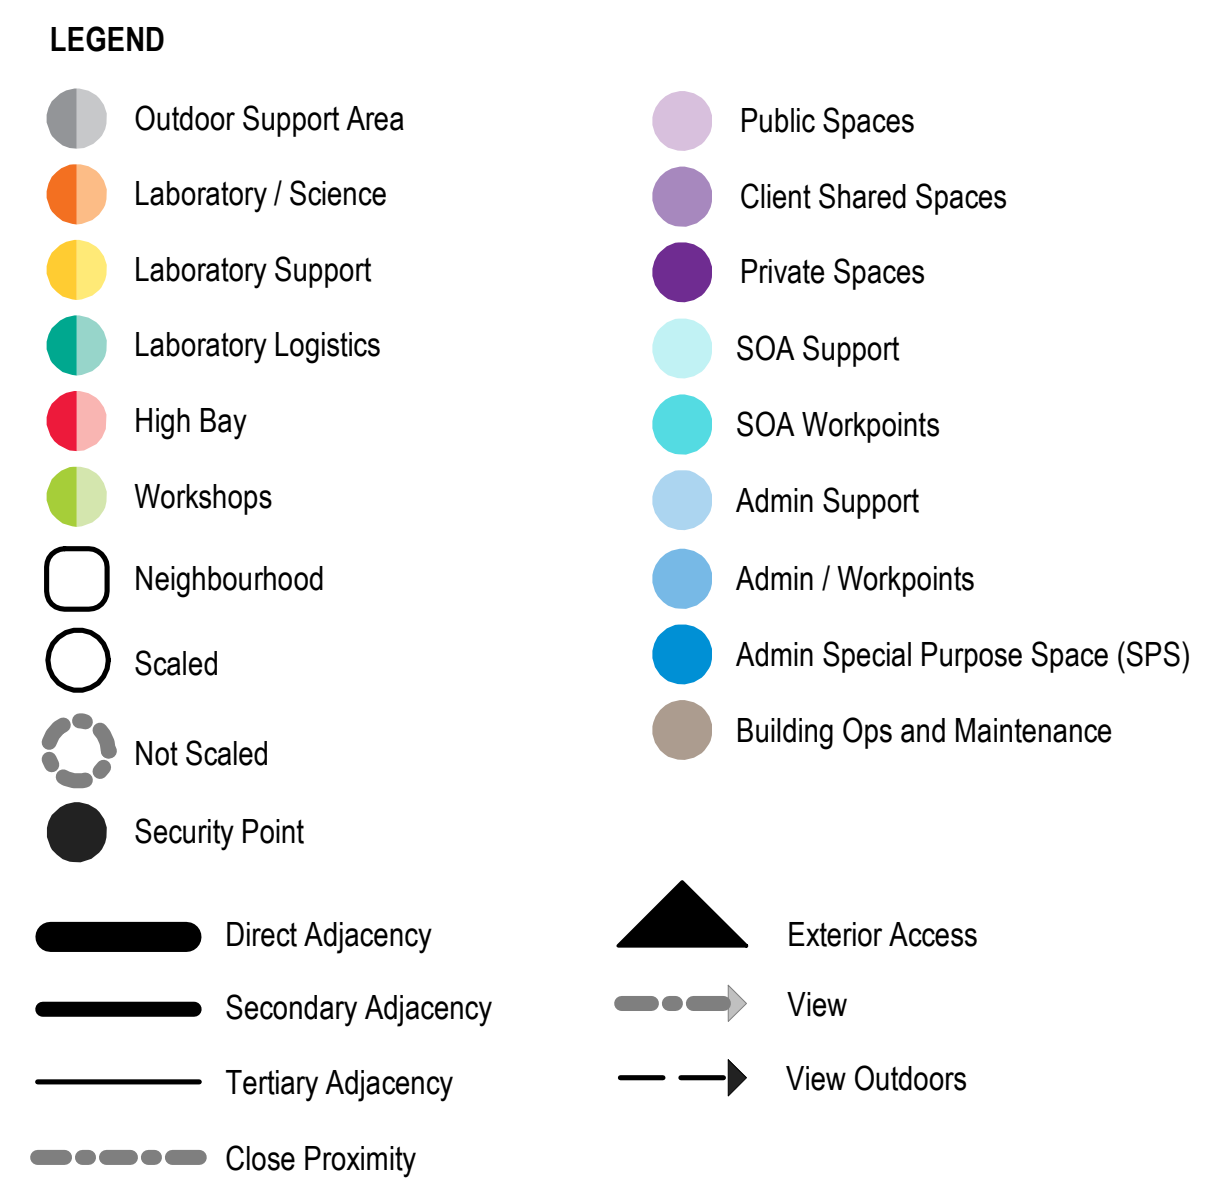 LEGEND
Outdoor Support Area
Laboratory / Science
Laboratory Support
Laboratory Logistics
High Bay
Workshops
Neighbourhood
Scaled
Not Scaled
Security Point
Public Spaces
Client Shared Spaces
Private Spaces
SOA Support
SOA Workpoints
Admin Support
Admin / Workpoints
Admin Special Purpose Space (SPS)
Building Ops and Maintenance
Direct Adjacency
Secondary Adjacency
Tertiary Adjacency
Close Proximity
Exterior Access
View
View Outdoors